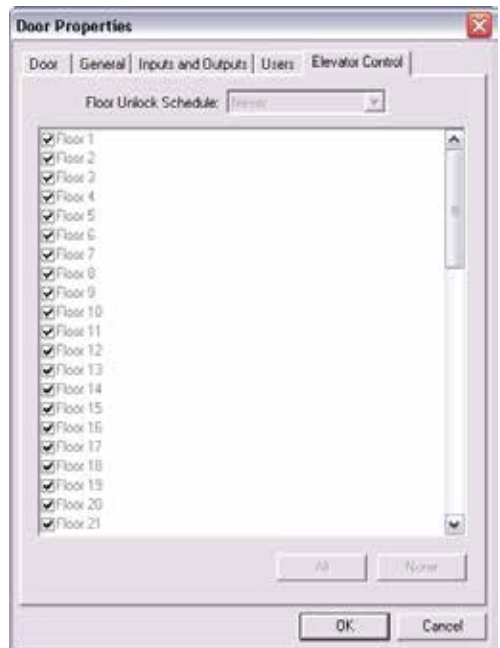 Door Properties
Door General Inputs and Outputs Users Elevator Control
Floor Unlock Schedule: Never
Floor 1
Floor 2
Floor 3
Floor 4
Floor 5
Floor 6
Floor 7
Floor 8
Floor 9
Floor 10
Floor 11
Floor 12
Floor 13
Floor 14
Floor 15
Floor 16
Floor 17
Floor 18
Floor 19
Floor 20
Floor 21
All None
OK Cancel